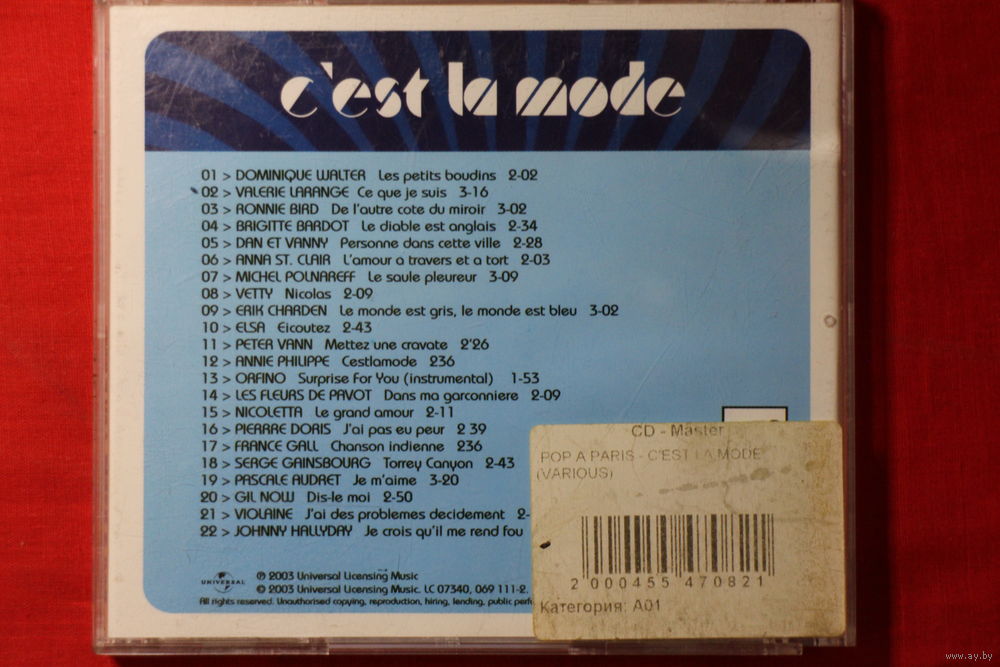 c'est la mode
01 > DOMINIQUE WALTER Les petits boudins 2-02
02 > VALERIE LARANGE Ce que je suis 3-16
03 > RONNIE BIRD De l'autre cote du miroir 3-02
04 > BRIGITTE BARDOT Le diable est anglais 2-34
05 > DAN ET VANNY Personne dans cette ville 2-28
06 > ANNA ST. CLAIR L'amour a travers et a tort 2-03
07 > MICHEL POLNAREFF Le saule pleureur 3-09
08 > VETTY Nicolas 2-09
09 > ERIK CHARDEN Le monde est gris, le monde est bleu 3-02
10 > ELSA Eicoutez 2-43
11 > PETER VANN Mettez une cravate 2'26
12 > ANNIE PHILIPPE Cestlamode 236
13 > ORFINO Surprise For You (instrumental) 1-53
14 > LES FLEURS DE PAVOT Dans ma garconniere 2-09
15 > NICOLETTA Le grand amour 2-11
16 > PIERRE DORIS J'ai pas eu peur 2 39
17 > FRANCE GALL Chanson indienne 236
18 > SERGE GAINSBOURG Torrey Canyon 2-43
19 > PASCALE AUDRET Je m'aime 3-20
20 > GIL NOW Dis-le moi 2-50
21 > VIOLAINE J'ai des problemes decidement 2-
22 > JOHNNY HALLYDAY Je crois qu'il me rend fou
CD - Master
POP A PARIS - C'EST LA MODE
(VARIOUS)
2 000455 470821
Категория: A01
UNIVERSAL
℗ 2003 Universal Licensing Music
© 2003 Universal Licensing Music. LC 07340, 069 111-2.
All rights reserved. Unauthorised copying, reproduction, hiring, lending, public perf
www.ay.by